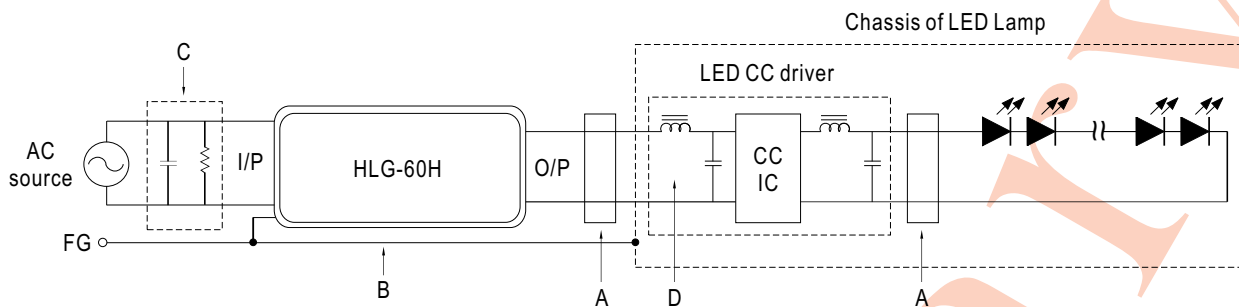 Chassis of LED Lamp
C
LED CC driver
AC
source
I/P
HLG-60H
O/P
CC
IC
FG
B
A
D
A